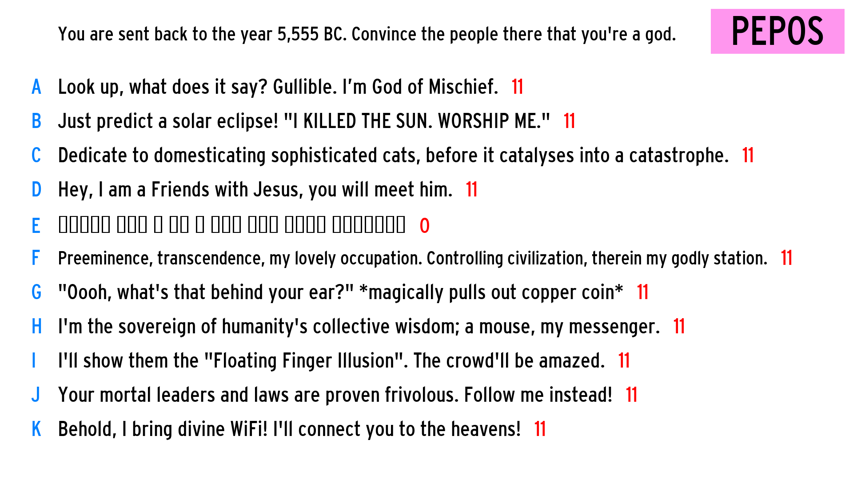 You are sent back to the year 5,555 BC. Convince the people there that you're a god.
PEPOS
A Look up, what does it say? Gullible. I’m God of Mischief. 11
B Just predict a solar eclipse! "I KILLED THE SUN. WORSHIP ME." 11
C Dedicate to domesticating sophisticated cats, before it catalyses into a catastrophe. 11
D Hey, I am a Friends with Jesus, you will meet him. 11
E 0
F Preeminence, transcendence, my lovely occupation. Controlling civilization, therein my godly station. 11
G "Oooh, what's that behind your ear?" *magically pulls out copper coin* 11
H I'm the sovereign of humanity's collective wisdom; a mouse, my messenger. 11
I I'll show them the "Floating Finger Illusion". The crowd'll be amazed. 11
J Your mortal leaders and laws are proven frivolous. Follow me instead! 11
K Behold, I bring divine WiFi! I'll connect you to the heavens! 11